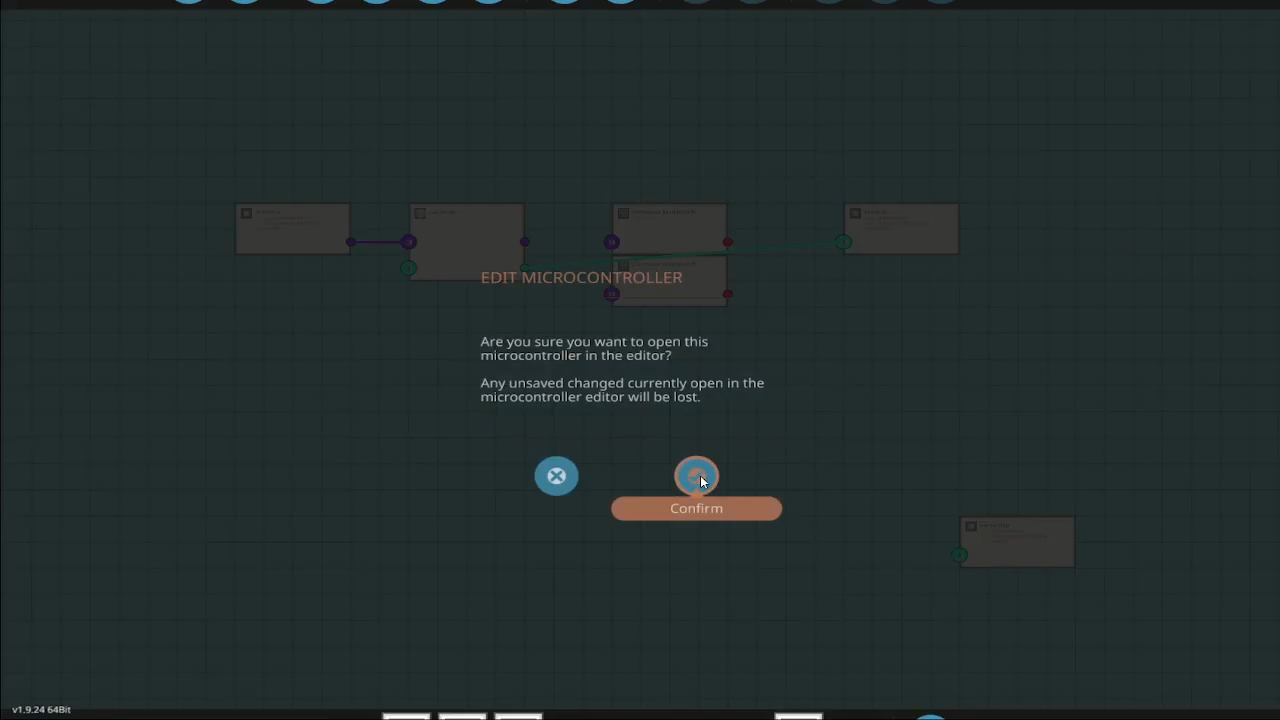 EDIT MICROCONTROLLER
Are you sure you want to open this
microcontroller in the editor?
Any unsaved changed currently open in the
microcontroller editor will be lost.
Confirm
v1.9.24 64Bit